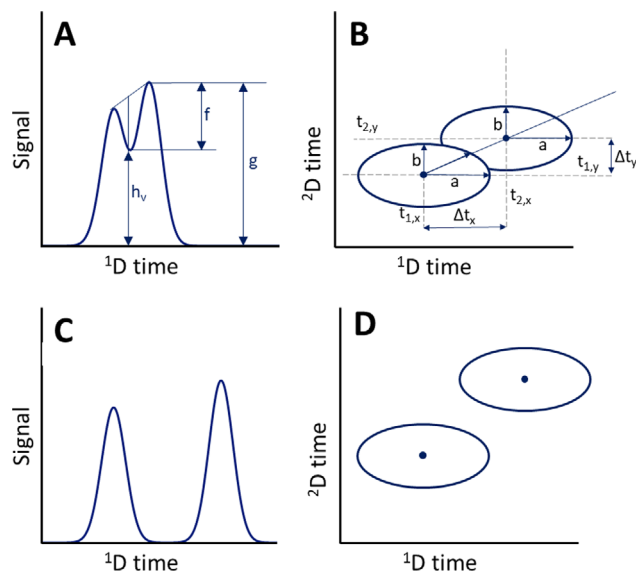 A
Signal
f
g
hᵥ
¹D time
B
²D time
t₂,y
b
a
t₁,y
Δtᵧ
b
a
t₁,x
t₂,x
Δtₓ
¹D time
C
Signal
¹D time
D
²D time
¹D time